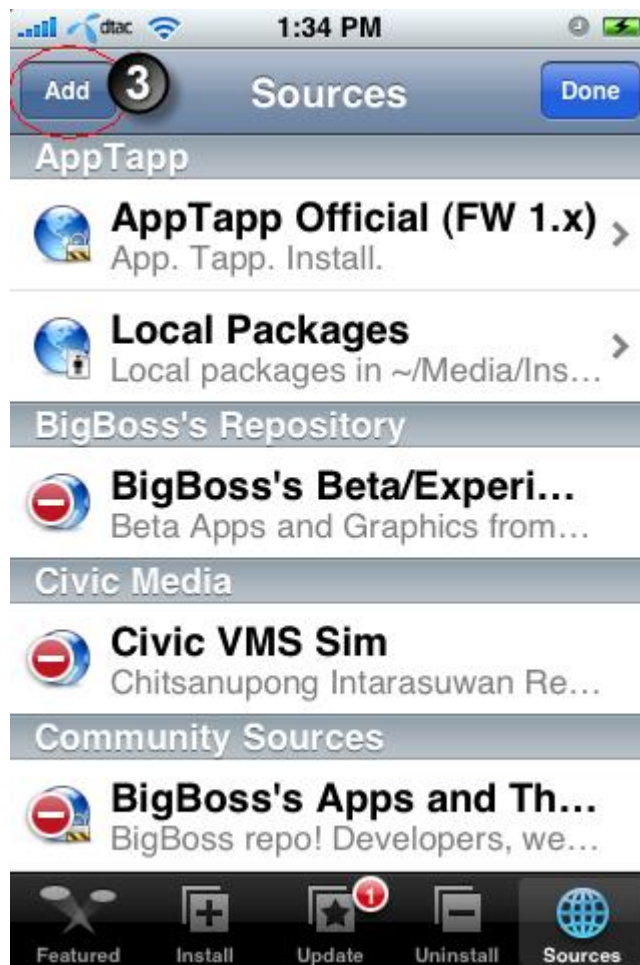 dtac 1:34 PM
Add 3 Sources Done
AppTapp
AppTapp Official (FW 1.x)
App. Tapp. Install.
Local Packages
Local packages in ~/Media/Ins...
BigBoss's Repository
BigBoss's Beta/Experi...
Beta Apps and Graphics from...
Civic Media
Civic VMS Sim
Chitsanupong Intarasuwan Re...
Community Sources
BigBoss's Apps and Th...
BigBoss repo! Developers, we...
1
Featured Install Update Uninstall Sources